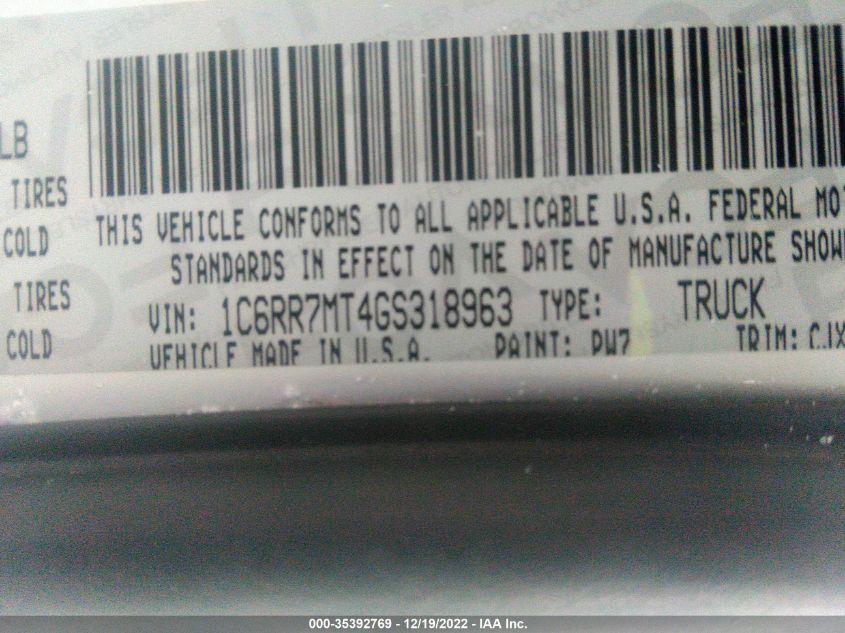 LB
TIRES
COLD
TIRES
COLD
THIS VEHICLE CONFORMS TO ALL APPLICABLE U.S.A. FEDERAL MOT
STANDARDS IN EFFECT ON THE DATE OF MANUFACTURE SHOW
VIN: 1C6RR7MT4GS318963 TYPE: TRUCK
VEHICLE MADE IN U.S.A. PAINT: PW7 TRIM: CJX
000-35392769 - 12/19/2022 - IAA Inc.